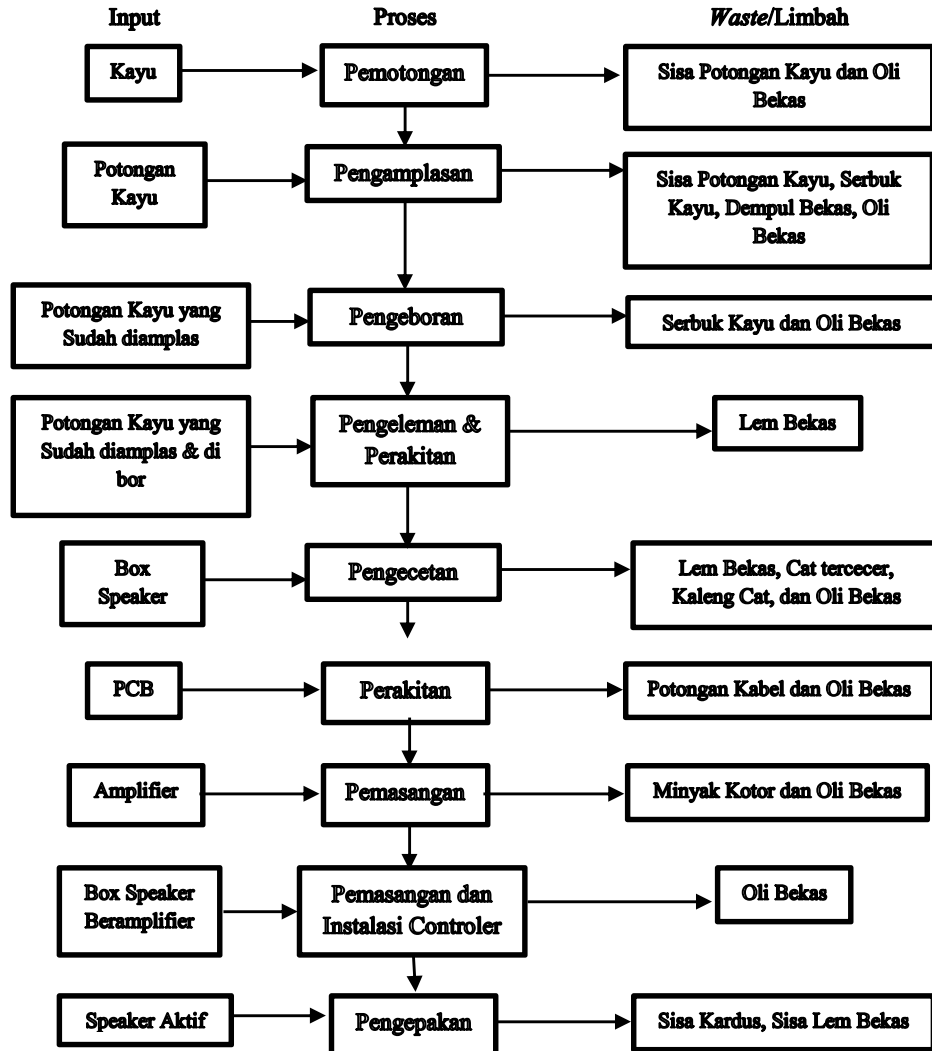 Input
Proses
Waste/Limbah
Kayu
Pemotongan
Sisa Potongan Kayu dan Oli
Bekas
Potongan
Kayu
Pengamplasan
Sisa Potongan Kayu, Serbuk
Kayu, Dempul Bekas, Oli
Bekas
Potongan Kayu yang
Sudah diamplas
Pengeboran
Serbuk Kayu dan Oli Bekas
Potongan Kayu yang
Sudah diamplas & di
bor
Pengeleman &
Perakitan
Lem Bekas
Box
Speaker
Pengecetan
Lem Bekas, Cat tercecer,
Kaleng Cat, dan Oli Bekas
PCB
Perakitan
Potongan Kabel dan Oli Bekas
Amplifier
Pemasangan
Minyak Kotor dan Oli Bekas
Box Speaker
Beramplifier
Pemasangan dan
Instalasi Controler
Oli Bekas
Speaker Aktif
Pengepakan
Sisa Kardus, Sisa Lem Bekas